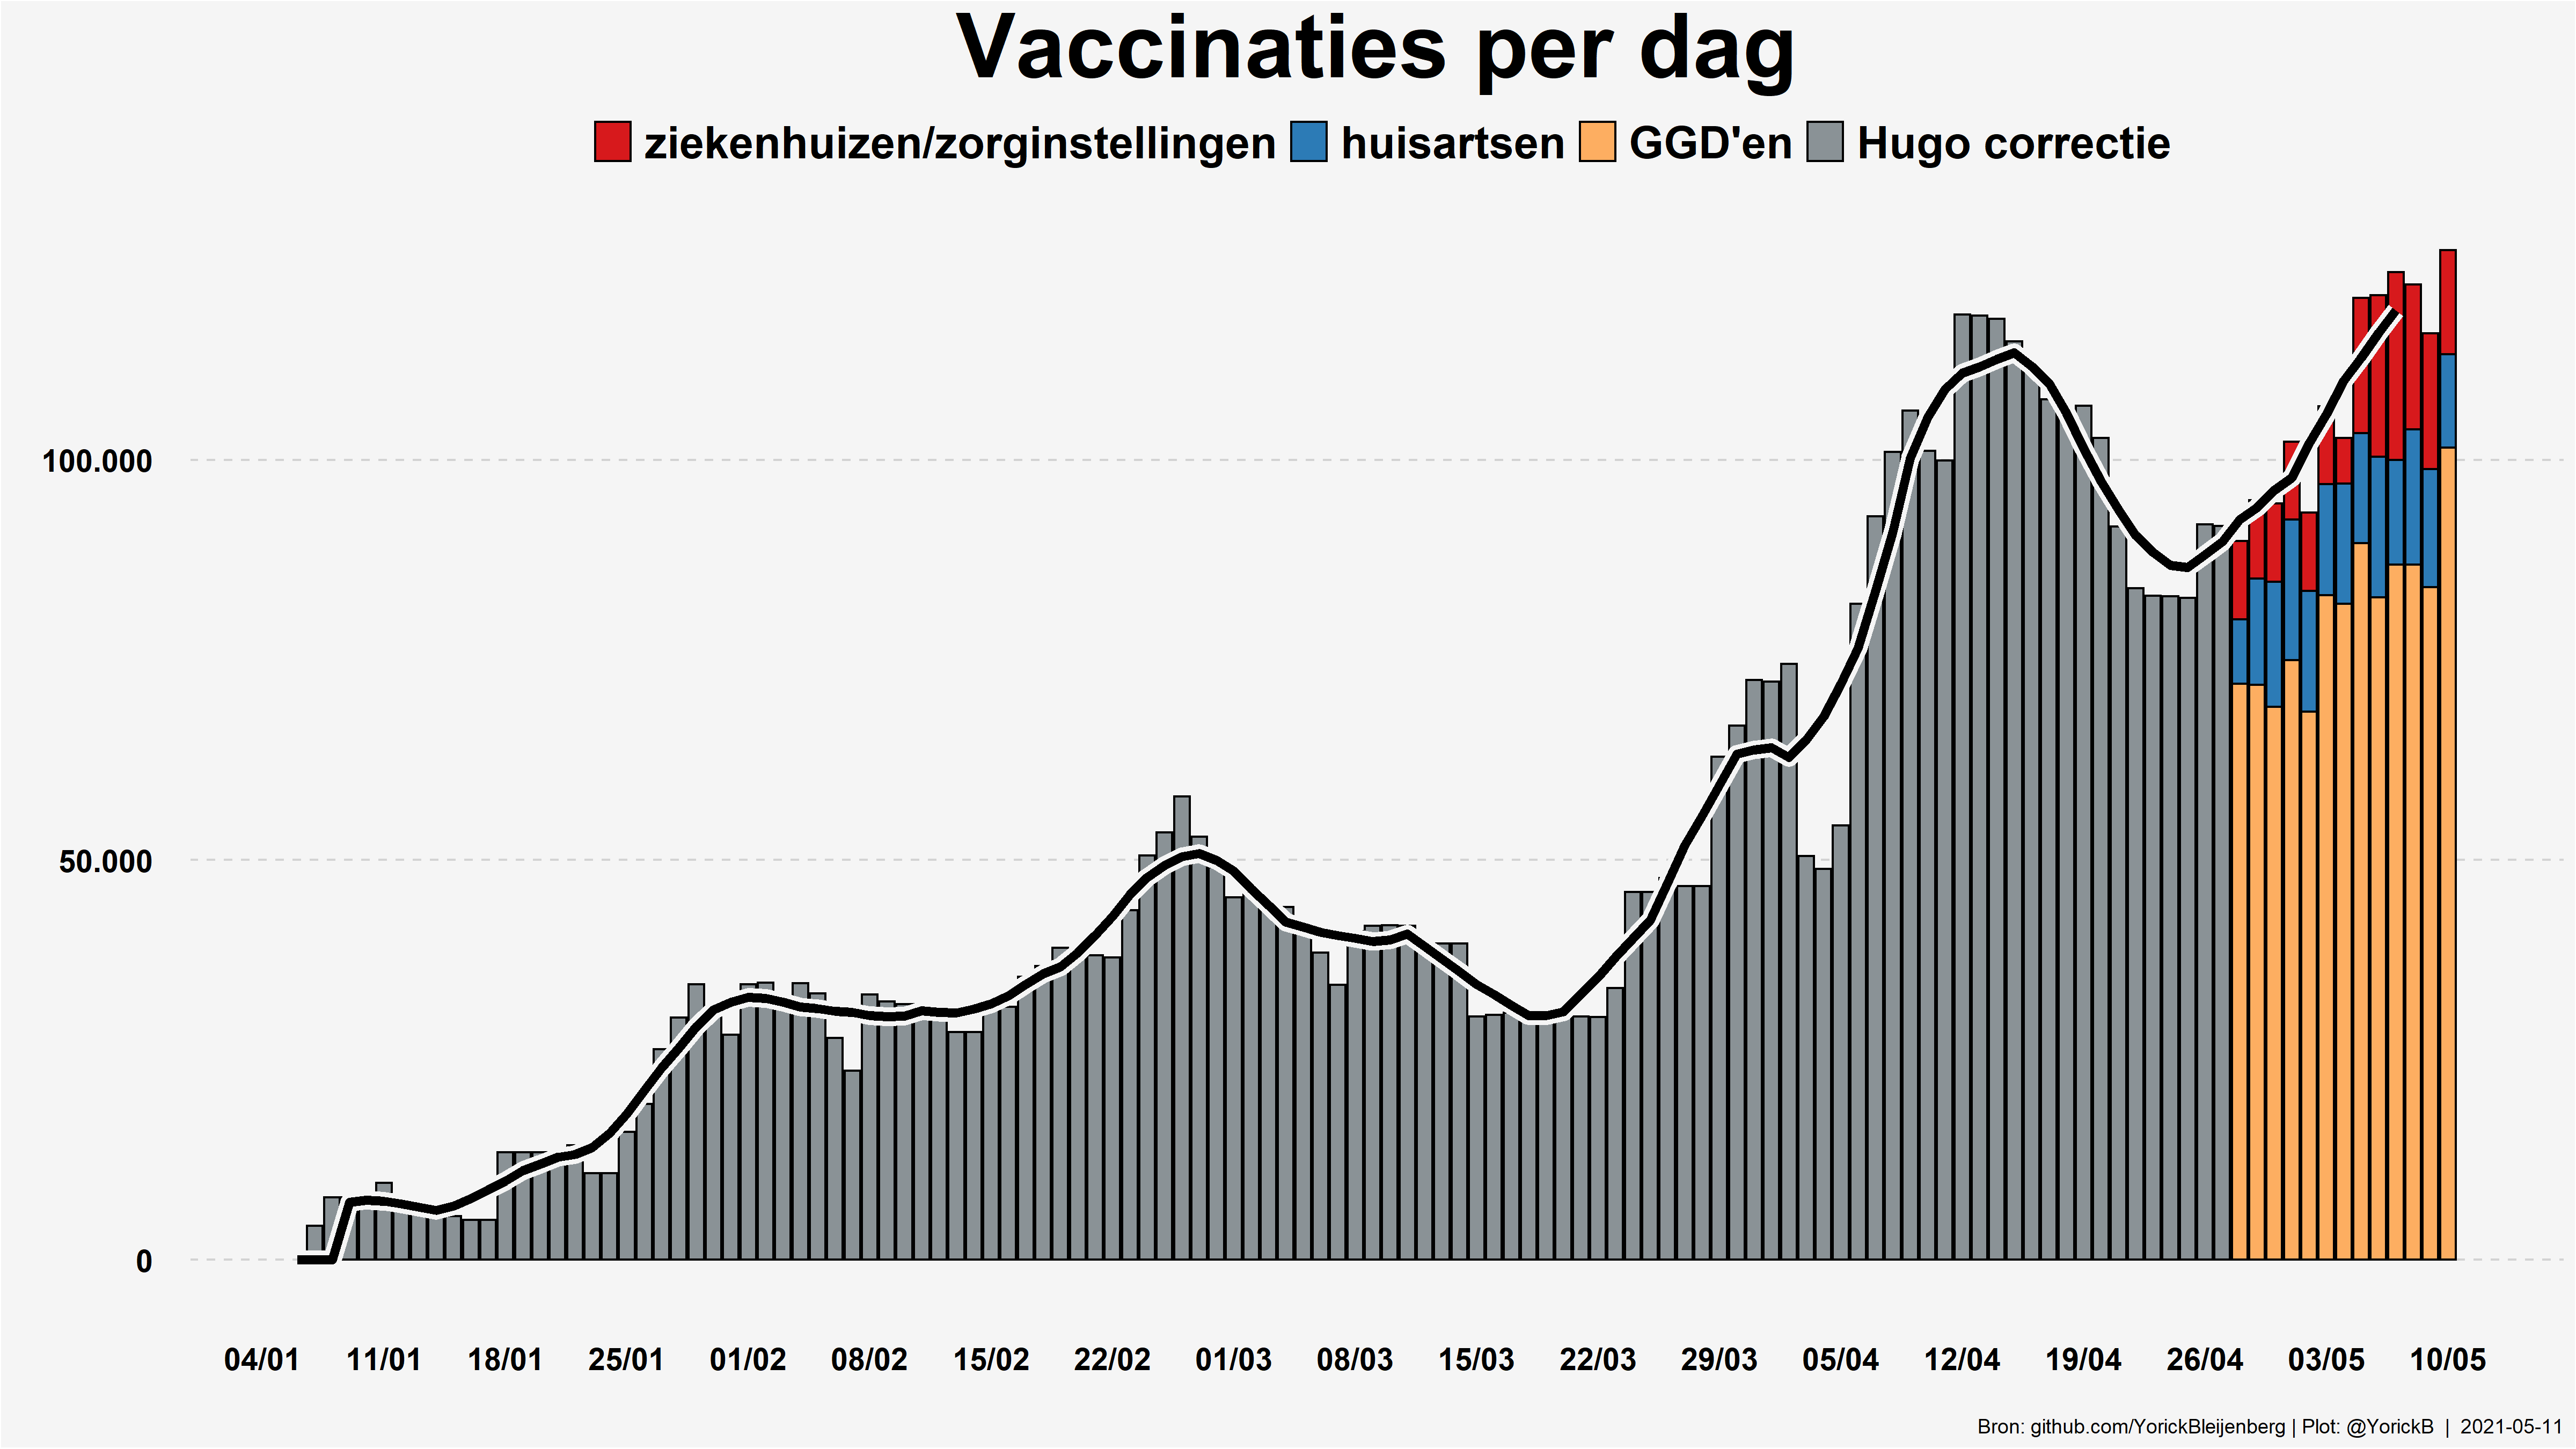 Vaccinaties per dag
ziekenhuizen/zorginstellingen huisartsen GGD'en Hugo correctie
100.000
50.000
0
04/01 11/01 18/01 25/01 01/02 08/02 15/02 22/02 01/03 08/03 15/03 22/03 29/03 05/04 12/04 19/04 26/04 03/05 10/05
Bron: github.com/YorickBleijenberg | Plot: @YorickB | 2021-05-11